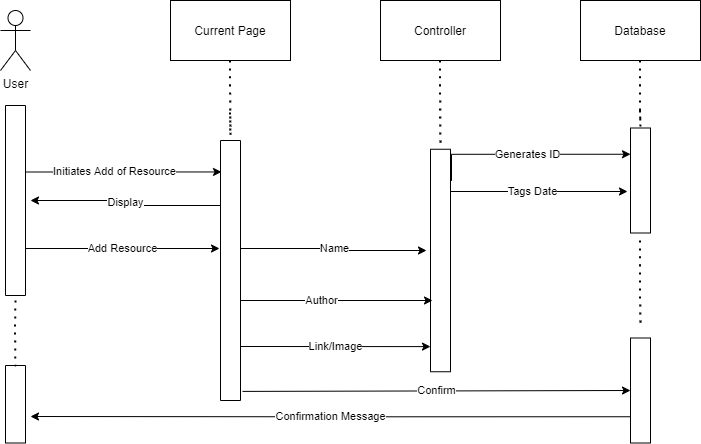 Current Page
Controller
Database
User
Generates ID
Initiates Add of Resource
Tags Date
Display
Add Resource
Name
Author
Link/Image
Confirm
Confirmation Message